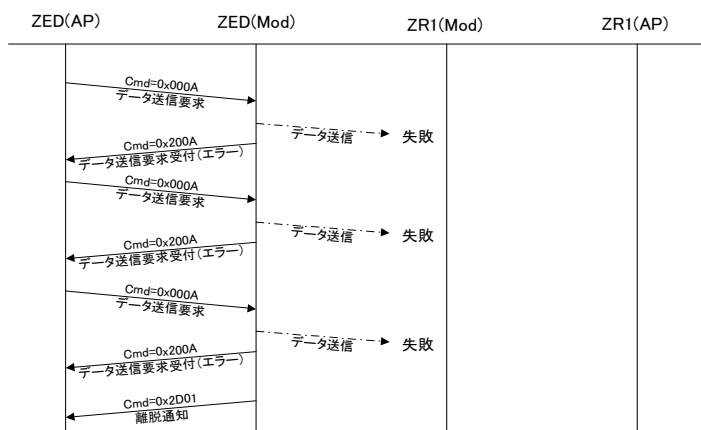 ZED(AP) ZED(Mod) ZR1(Mod) ZR1(AP)
Cmd=0x000A
データ送信要求
データ送信 失敗
Cmd=0x200A
データ送信要求受付(エラー)
Cmd=0x000A
データ送信要求
データ送信 失敗
Cmd=0x200A
データ送信要求受付(エラー)
Cmd=0x000A
データ送信要求
データ送信 失敗
Cmd=0x200A
データ送信要求受付(エラー)
Cmd=0x2D01
離脱通知